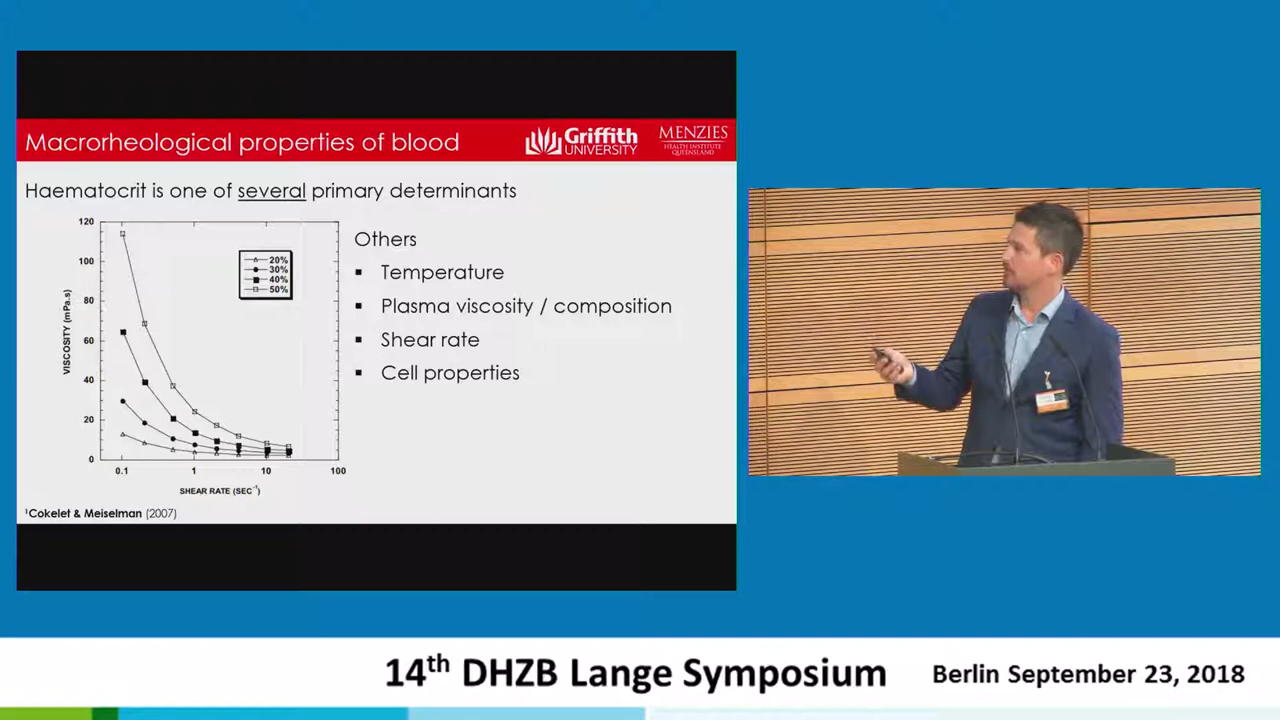 Macrorheological properties of blood
Griffith
UNIVERSITY
MENZIES
HEALTH INSTITUTE
QUEENSLAND
Haematocrit is one of several primary determinants
120
100
80
60
40
20
0
VISCOSITY (mPa.s)
20%
30%
40%
50%
0.1
1
10
100
SHEAR RATE (SEC⁻¹)
Others
▪ Temperature
▪ Plasma viscosity / composition
▪ Shear rate
▪ Cell properties
¹Cokelet & Meiselman (2007)
14th DHZB Lange Symposium
Berlin September 23, 2018